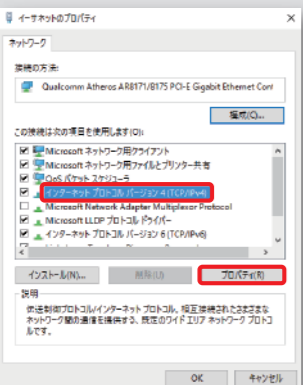 イーサネットのプロパティ
ネットワーク
接続の方法:
Qualcomm Atheros AR8171/8175 PCI-E Gigabit Ethernet Cont
構成(C)...
この接続は次の項目を使用します(O):
Microsoft ネットワーク用クライアント
Microsoft ネットワーク用ファイルとプリンター共有
QoS パケット スケジューラ
インターネット プロトコル バージョン 4 (TCP/IPv4)
Microsoft Network Adapter Multiplexor Protocol
Microsoft LLDP プロトコル ドライバー
インターネット プロトコル バージョン 6 (TCP/IPv6)
インストール(N)...
削除(U)
プロパティ(R)
説明
伝送制御プロトコル/インターネット プロトコル。相互接続されたさまざまな
ネットワーク間の通信を提供する、既定のワイド エリア ネットワーク プロトコ
ルです。
OK
キャンセル